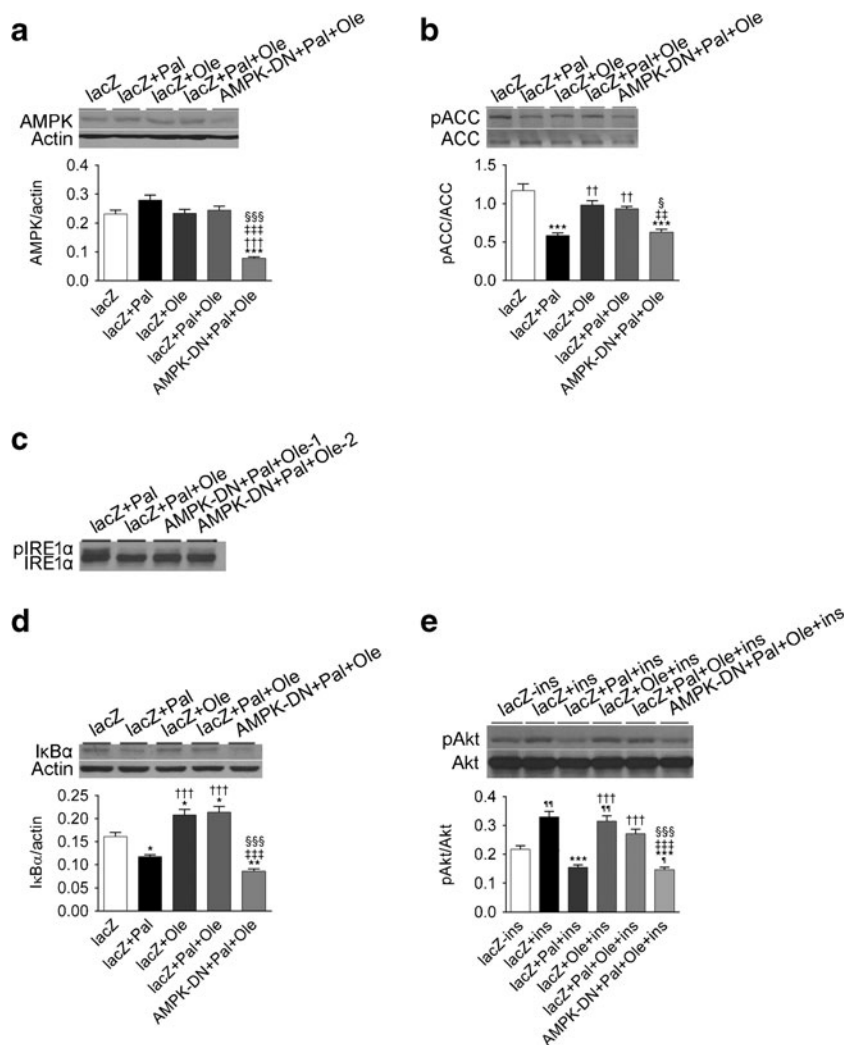 a
lacZ
lacZ+Pal
lacZ+Ole
lacZ+Pal+Ole
AMPK-DN+Pal+Ole
AMPK
Actin
0.4
0.3
0.2
0.1
0.0
AMPK/actin
§§§
‡‡‡
†††
***
lacZ
lacZ+Pal
lacZ+Ole
lacZ+Pal+Ole
AMPK-DN+Pal+Ole
b
lacZ
lacZ+Pal
lacZ+Ole
lacZ+Pal+Ole
AMPK-DN+Pal+Ole
pACC
ACC
1.5
1.0
0.5
0.0
pACC/ACC
***
††
††
§
‡‡
***
lacZ
lacZ+Pal
lacZ+Ole
lacZ+Pal+Ole
AMPK-DN+Pal+Ole
c
lacZ+Pal
lacZ+Pal+Ole
AMPK-DN+Pal+Ole-1
AMPK-DN+Pal+Ole-2
pIRE1α
IRE1α
d
lacZ
lacZ+Pal
lacZ+Ole
lacZ+Pal+Ole
AMPK-DN+Pal+Ole
IκBα
Actin
0.25
0.20
0.15
0.10
0.05
0.00
IκBα/actin
*
†††
*
†††
*
§§§
‡‡‡
**
lacZ
lacZ+Pal
lacZ+Ole
lacZ+Pal+Ole
AMPK-DN+Pal+Ole
e
lacZ-ins
lacZ+ins
lacZ+Pal+ins
lacZ+Ole+ins
lacZ+Pal+Ole+ins
AMPK-DN+Pal+Ole+ins
pAkt
Akt
0.4
0.2
0.0
pAkt/Akt
¶¶
***
†††
¶¶
†††
§§§
‡‡‡
***
¶
lacZ-ins
lacZ+ins
lacZ+Pal+ins
lacZ+Ole+ins
lacZ+Pal+Ole+ins
AMPK-DN+Pal+Ole+ins